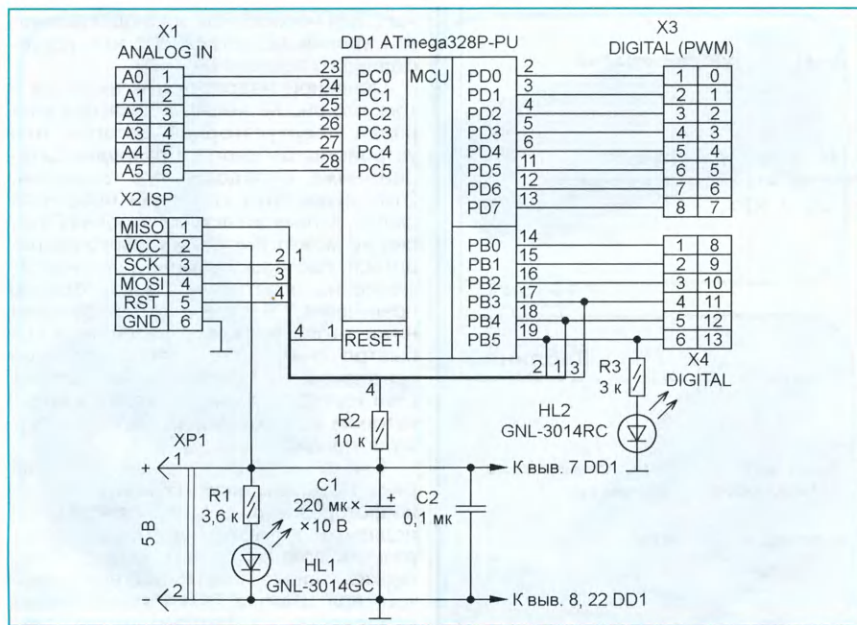 X1
ANALOG IN
A0 1
A1 2
A2 3
A3 4
A4 5
A5 6
X2 ISP
MISO 1
VCC 2
SCK 3
MOSI 4
RST 5
GND 6
DD1 ATmega328P-PU
MCU
23 PC0
24 PC1
25 PC2
26 PC3
27 PC4
28 PC5
1 RESET
PD0 2
PD1 3
PD2 4
PD3 5
PD4 6
PD5 11
PD6 12
PD7 13
PB0 14
PB1 15
PB2 16
PB3 17
PB4 18
PB5 19
X3
DIGITAL (PWM)
1 0
2 1
3 2
4 3
5 4
6 5
7 6
8 7
1 8
2 9
3 10
4 11
5 12
6 13
X4
DIGITAL
1
2
3
4
4
2 1 3
4
R3
3 к
HL2
GNL-3014RC
R2
10 к
XP1
+ 1
5 В
– 2
R1
3,6 к
HL1
GNL-3014GC
C1
220 мк
×10 В
+
C2
0,1 мк
К выв. 7 DD1
К выв. 8, 22 DD1